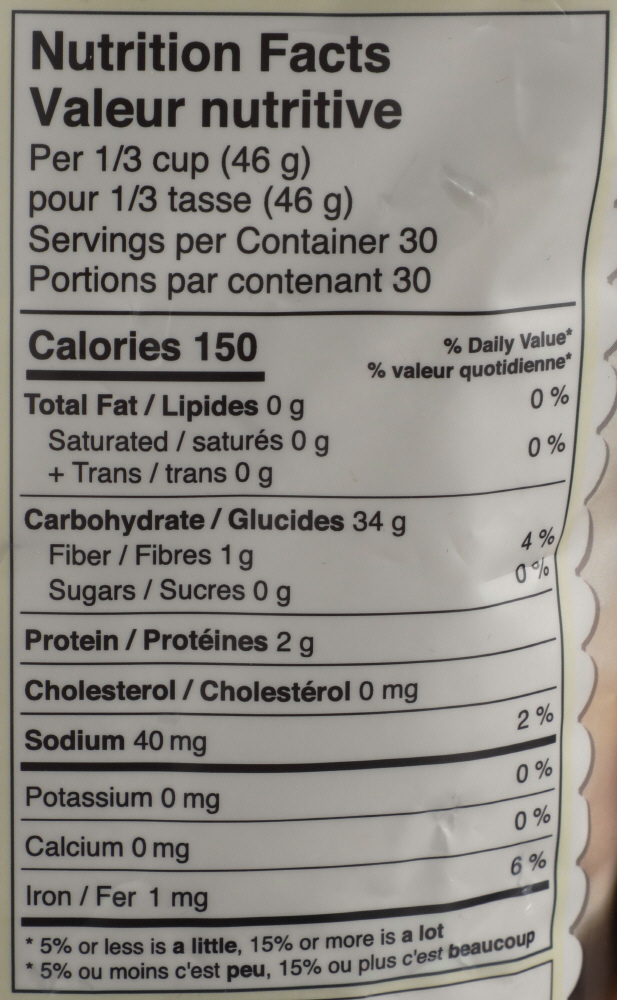 Nutrition Facts
Valeur nutritive
Per 1/3 cup (46 g)
pour 1/3 tasse (46 g)
Servings per Container 30
Portions par contenant 30
Calories 150
% Daily Value*
% valeur quotidienne*
Total Fat / Lipides 0 g 0 %
Saturated / saturés 0 g 0 %
+ Trans / trans 0 g
Carbohydrate / Glucides 34 g
Fiber / Fibres 1 g 4 %
Sugars / Sucres 0 g 0 %
Protein / Protéines 2 g
Cholesterol / Cholestérol 0 mg
Sodium 40 mg 2 %
Potassium 0 mg 0 %
Calcium 0 mg 0 %
Iron / Fer 1 mg 6 %
* 5% or less is a little, 15% or more is a lot
* 5% ou moins c'est peu, 15% ou plus c'est beaucoup